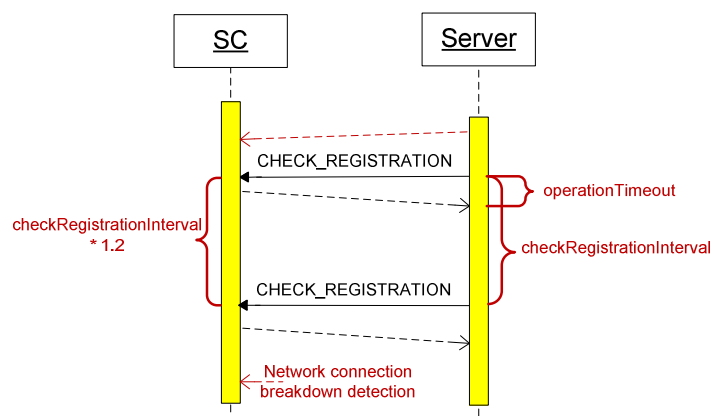 SC
Server
CHECK_REGISTRATION
operationTimeout
checkRegistrationInterval
* 1.2
checkRegistrationInterval
CHECK_REGISTRATION
Network connection
breakdown detection